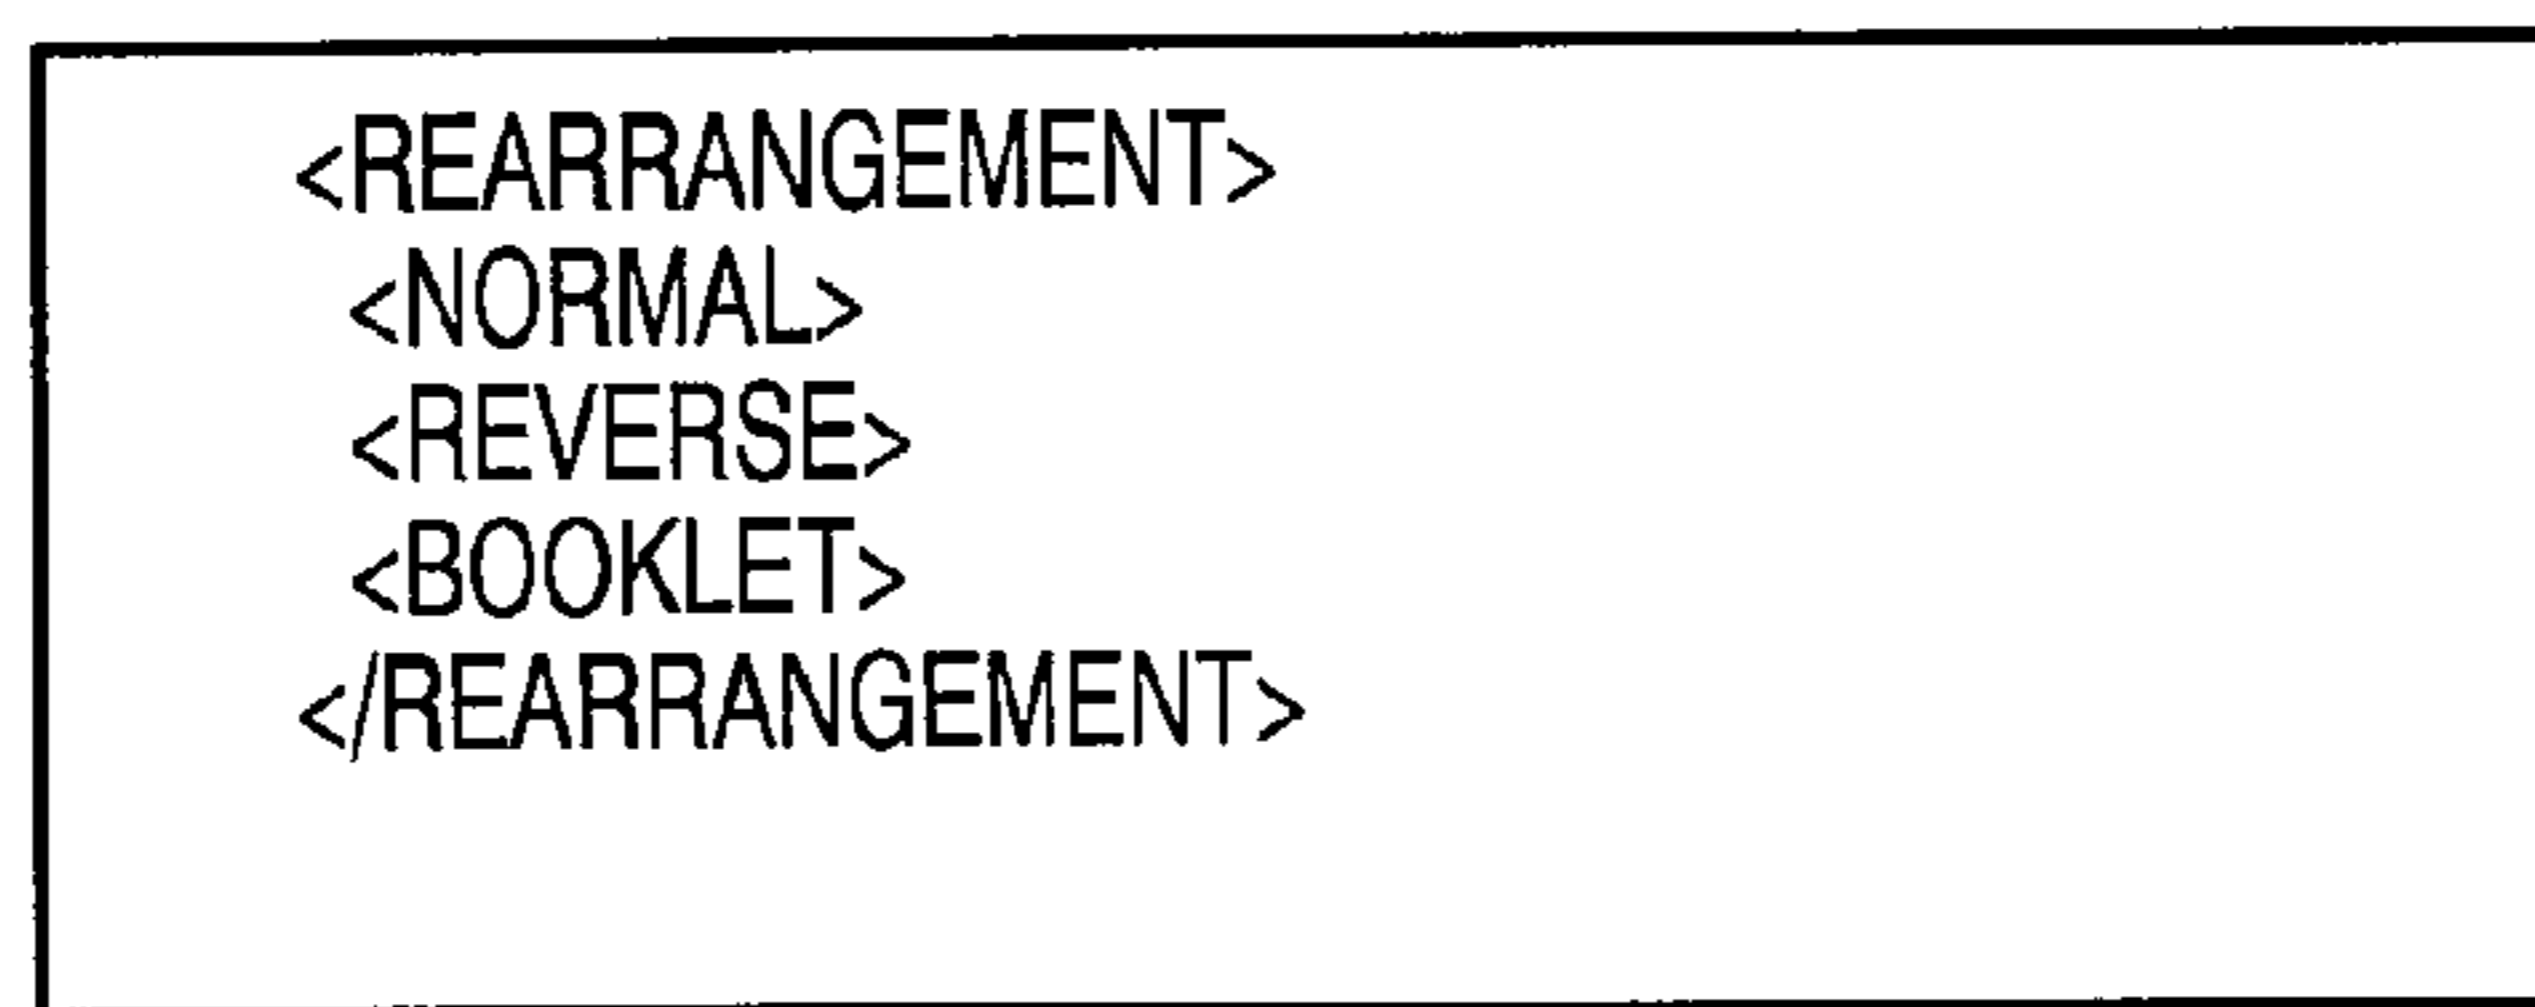 <REARRANGEMENT>
<NORMAL>
<REVERSE>
<BOOKLET>
</REARRANGEMENT>